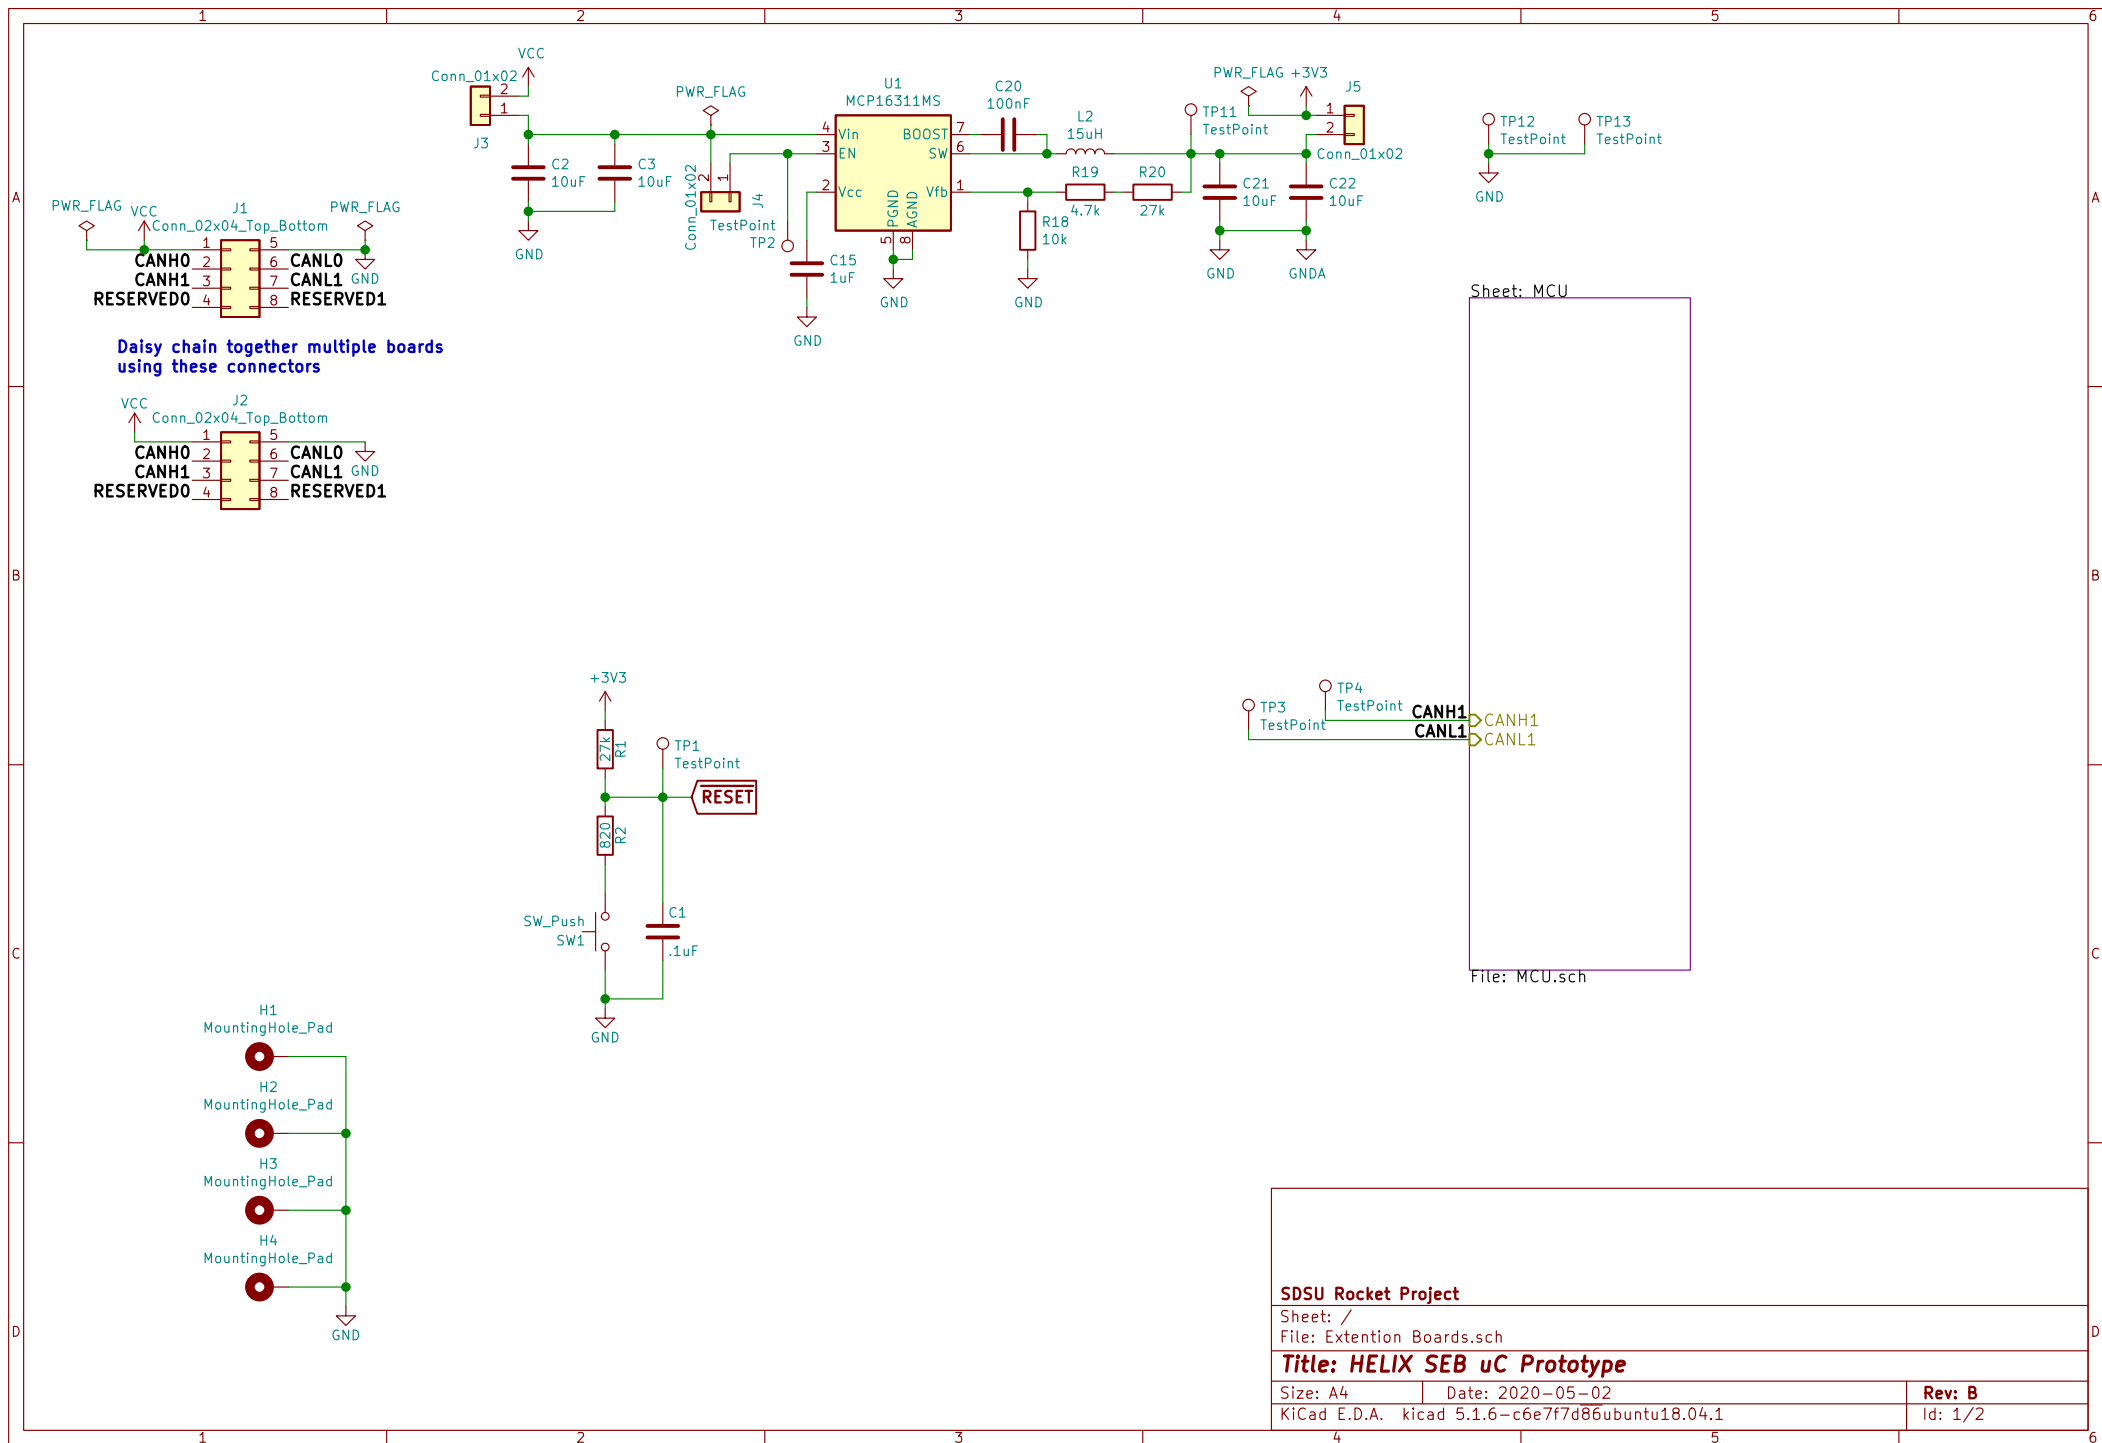 1 2 3 4 5 6
VCC
Conn_01x02
2
1
J3
C2
10uF
C3
10uF
GND
PWR_FLAG
2
1
Conn_01x02
J4
TestPoint
TP2
U1
MCP16311MS
4 Vin
3 EN
2 Vcc
BOOST 7
SW 6
Vfb 1
PGND
5
AGND
8
C15
1uF
GND
GND
C20
100nF
L2
15uH
R19
4.7k
R20
27k
R18
10k
GND
TP11
TestPoint
PWR_FLAG +3V3
J5
1
2
Conn_01x02
C21
10uF
C22
10uF
GND
GNDA
TP12
TestPoint
TP13
TestPoint
GND
A
A
PWR_FLAG
VCC
J1
Conn_02x04_Top_Bottom
PWR_FLAG
1 5
GND
CANH0 2 6 CANL0
CANH1 3 7 CANL1
RESERVED0 4 8 RESERVED1
Daisy chain together multiple boards
using these connectors
VCC
J2
Conn_02x04_Top_Bottom
1 5
CANH0 2 6 CANL0
CANH1 3 7 CANL1
GND
RESERVED0 4 8 RESERVED1
Sheet: MCU
B
B
+3V3
27k
R1
TP1
TestPoint
RESET
820
R2
SW_Push
SW1
C1
.1uF
GND
TP4
TestPoint
TP3
TestPoint
CANH1 CANH1
CANL1 CANL1
File: MCU.sch
C
C
H1
MountingHole_Pad
H2
MountingHole_Pad
H3
MountingHole_Pad
H4
MountingHole_Pad
GND
D
D
SDSU Rocket Project
Sheet: /
File: Extention Boards.sch
Title: HELIX SEB uC Prototype
Size: A4 Date: 2020-05-02 Rev: B
KiCad E.D.A. kicad 5.1.6-c6e7f7d86ubuntu18.04.1 Id: 1/2
1 2 3 4 5 6